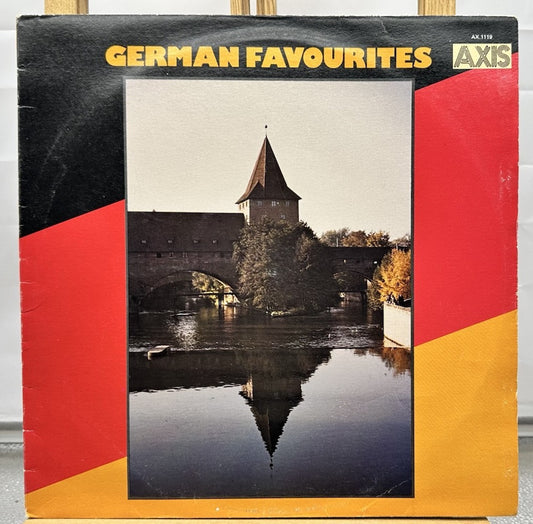 AX.1119
GERMAN FAVOURITES
AXIS